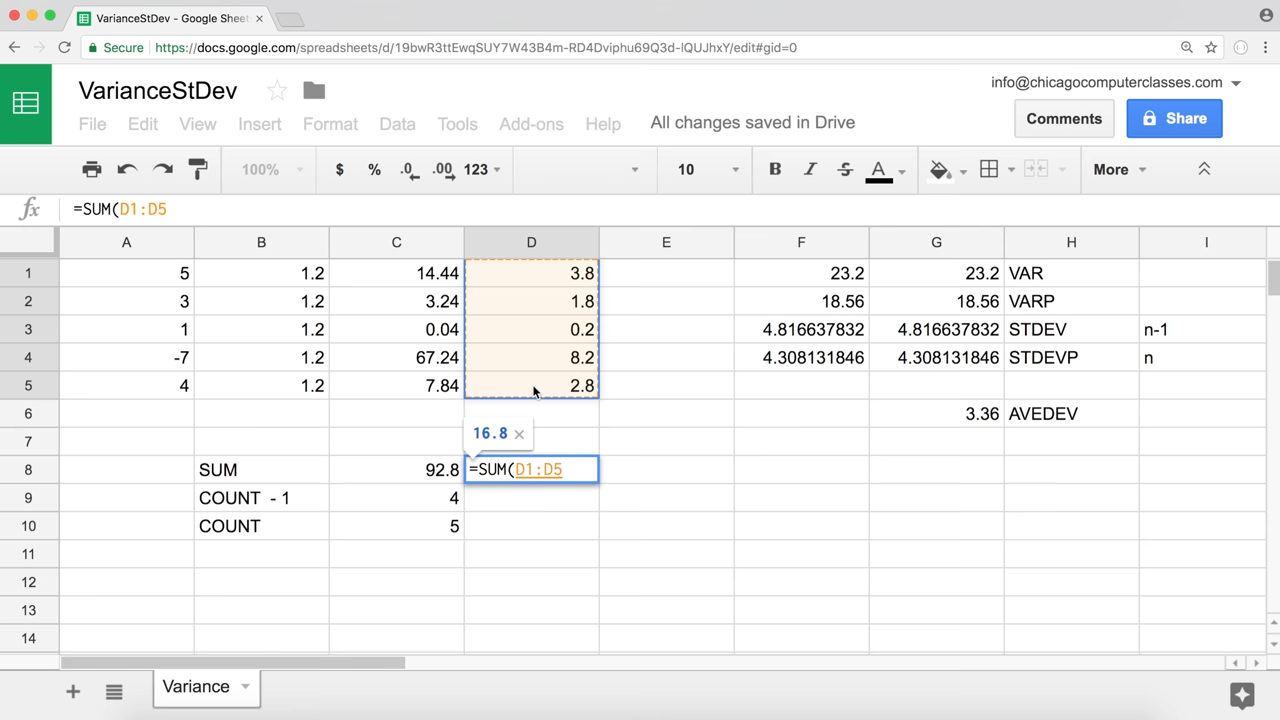 VarianceStDev - Google Sheet ×
Secure https://docs.google.com/spreadsheets/d/19bwR3ttEwqSUY7W43B4m-RD4Dviphu69Q3d-lQUJhxY/edit#gid=0
VarianceStDev
info@chicagocomputerclasses.com
File Edit View Insert Format Data Tools Add-ons Help All changes saved in Drive
Comments Share
100% $ % .0 .00 123 10 B I S A More
fx =SUM(D1:D5
A B C D E F G H I
1 5 1.2 14.44 3.8 23.2 23.2 VAR
2 3 1.2 3.24 1.8 18.56 18.56 VARP
3 1 1.2 0.04 0.2 4.816637832 4.816637832 STDEV n-1
4 -7 1.2 67.24 8.2 4.308131846 4.308131846 STDEVP n
5 4 1.2 7.84 2.8
6 3.36 AVEDEV
7 16.8 ×
8 SUM 92.8 =SUM(D1:D5
9 COUNT - 1 4
10 COUNT 5
11
12
13
14
Variance